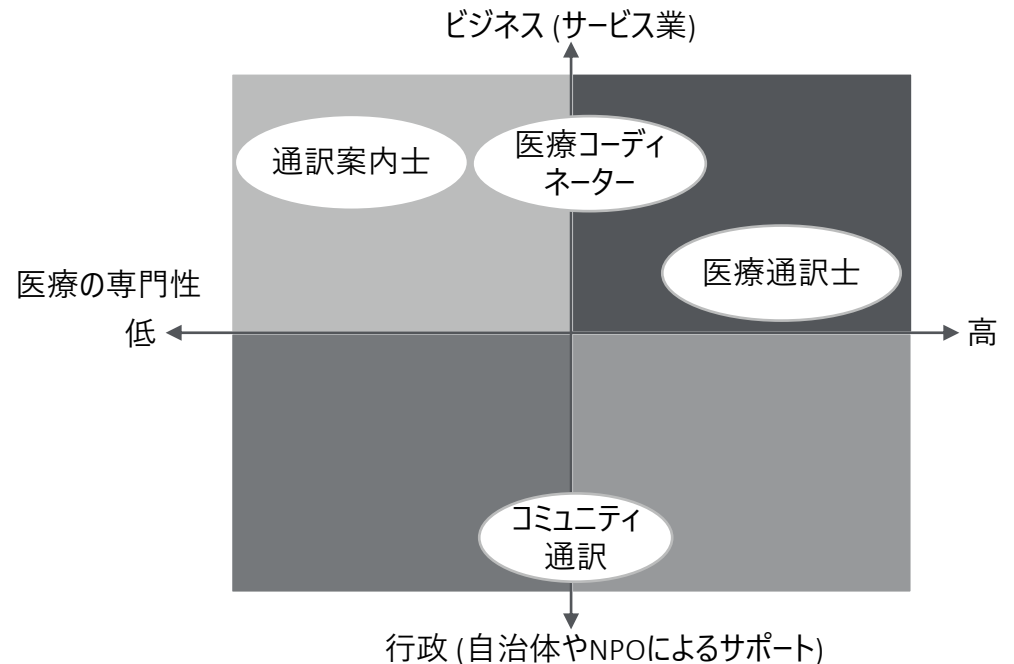 ビジネス (サービス業)
通訳案内士
医療コーディ
ネーター
医療通訳士
医療の専門性
低
高
コミュニティ
通訳
行政 (自治体やNPOによるサポート)